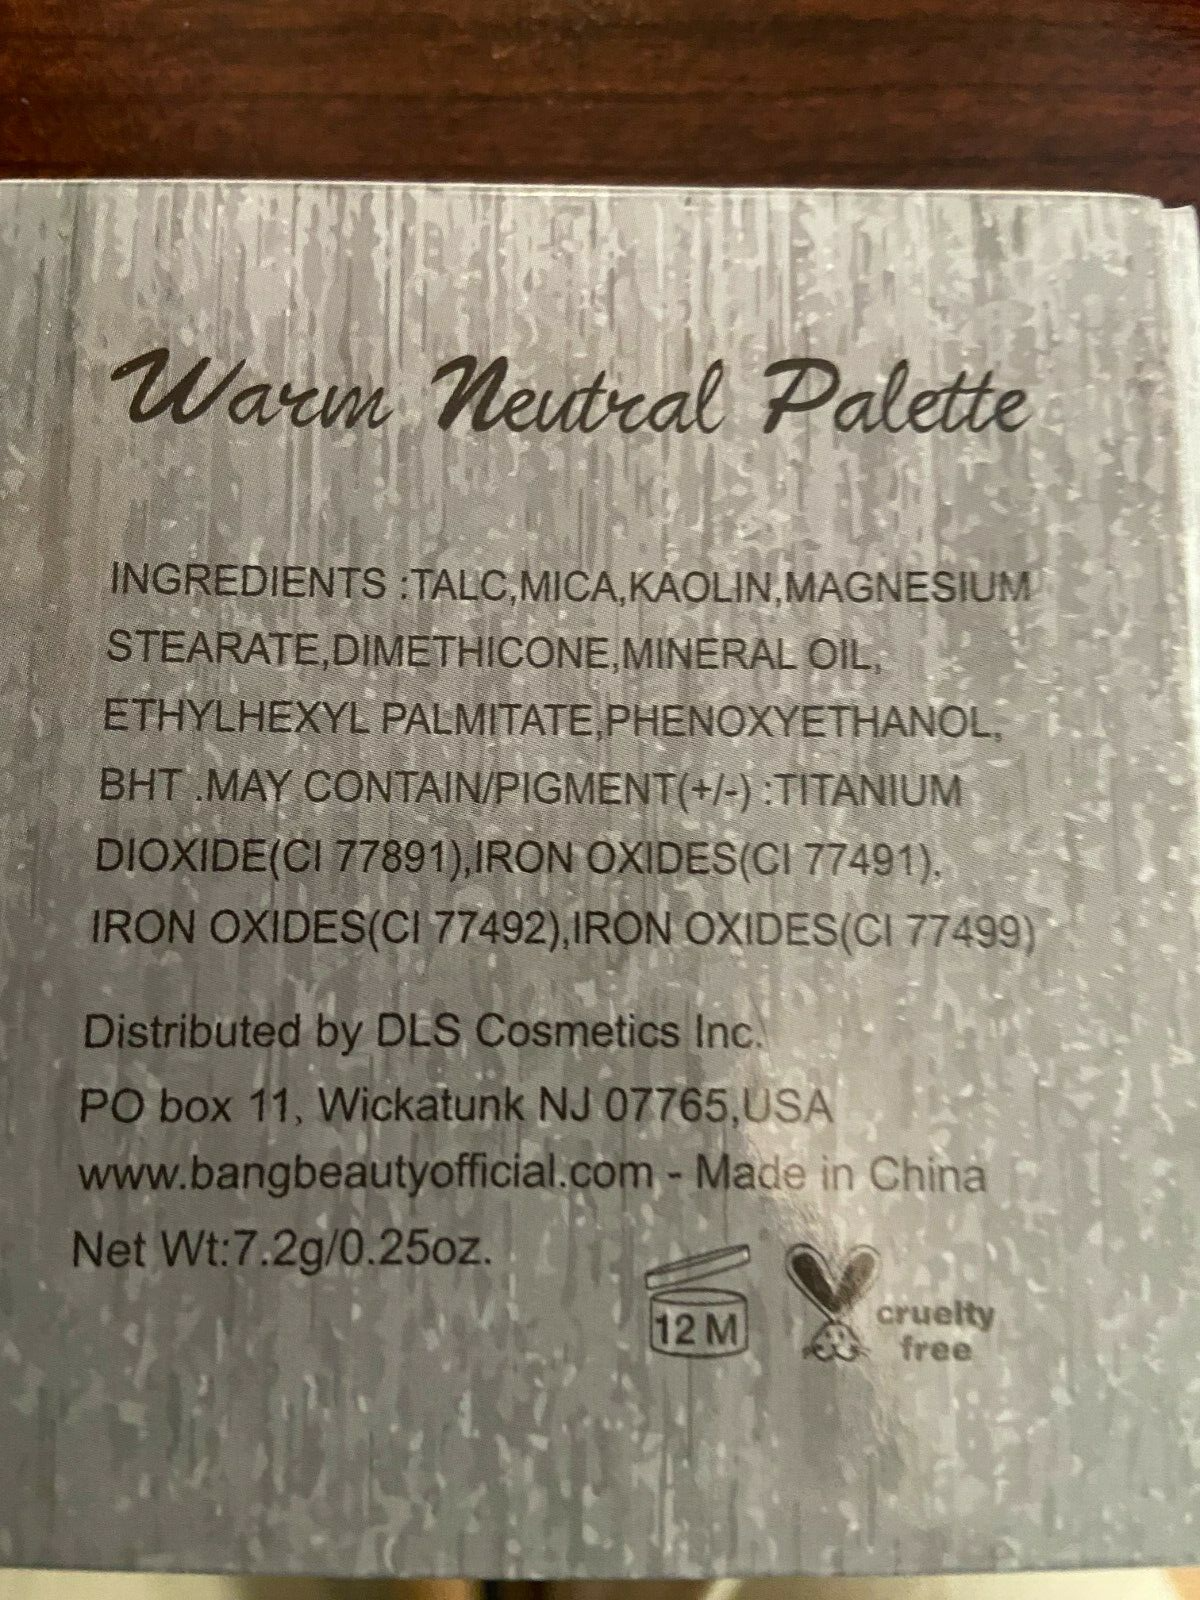 Warm Neutral Palette
INGREDIENTS :TALC,MICA,KAOLIN,MAGNESIUM
STEARATE,DIMETHICONE,MINERAL OIL,
ETHYLHEXYL PALMITATE,PHENOXYETHANOL,
BHT .MAY CONTAIN/PIGMENT(+/-) :TITANIUM
DIOXIDE(CI 77891),IRON OXIDES(CI 77491),
IRON OXIDES(CI 77492),IRON OXIDES(CI 77499)
Distributed by DLS Cosmetics Inc.
PO box 11, Wickatunk NJ 07765,USA
www.bangbeautyofficial.com - Made in China
Net Wt:7.2g/0.25oz.
12 M
cruelty
free